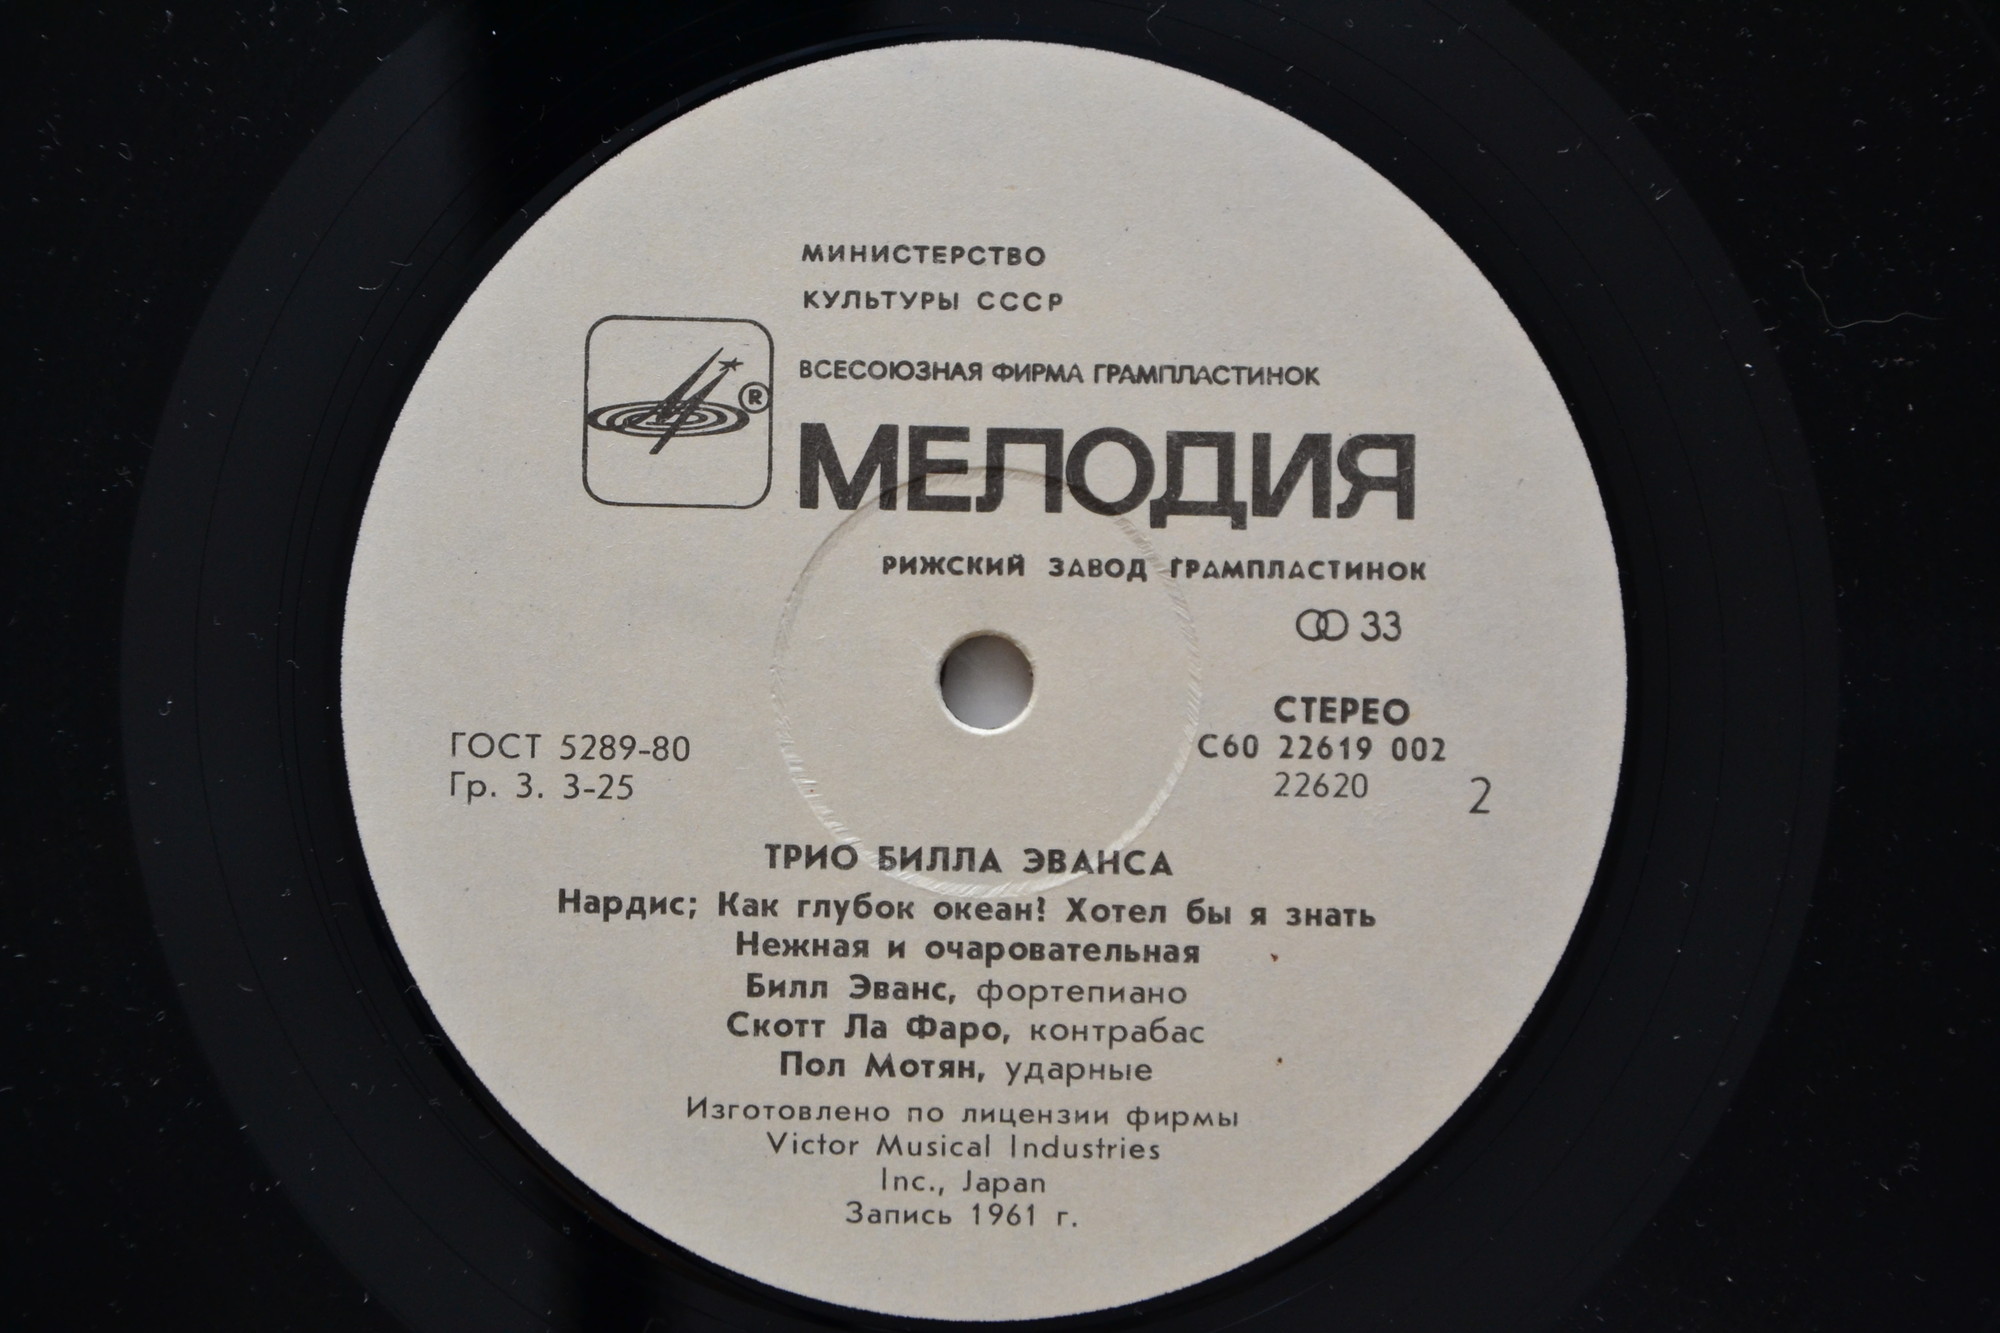 МИНИСТЕРСТВО
КУЛЬТУРЫ СССР
ВСЕСОЮЗНАЯ ФИРМА ГРАМПЛАСТИНОК
®
МЕЛОДИЯ
РИЖСКИЙ ЗАВОД ГРАМПЛАСТИНОК
33
СТЕРЕО
ГОСТ 5289-80
С60 22619 002
Гр. 3. 3-25
22620
2
ТРИО БИЛЛА ЭВАНСА
Нардис; Как глубок океан? Хотел бы я знать
Нежная и очаровательная
Билл Эванс, фортепиано
Скотт Ла Фаро, контрабас
Пол Мотян, ударные
Изготовлено по лицензии фирмы
Victor Musical Industries
Inc., Japan
Запись 1961 г.